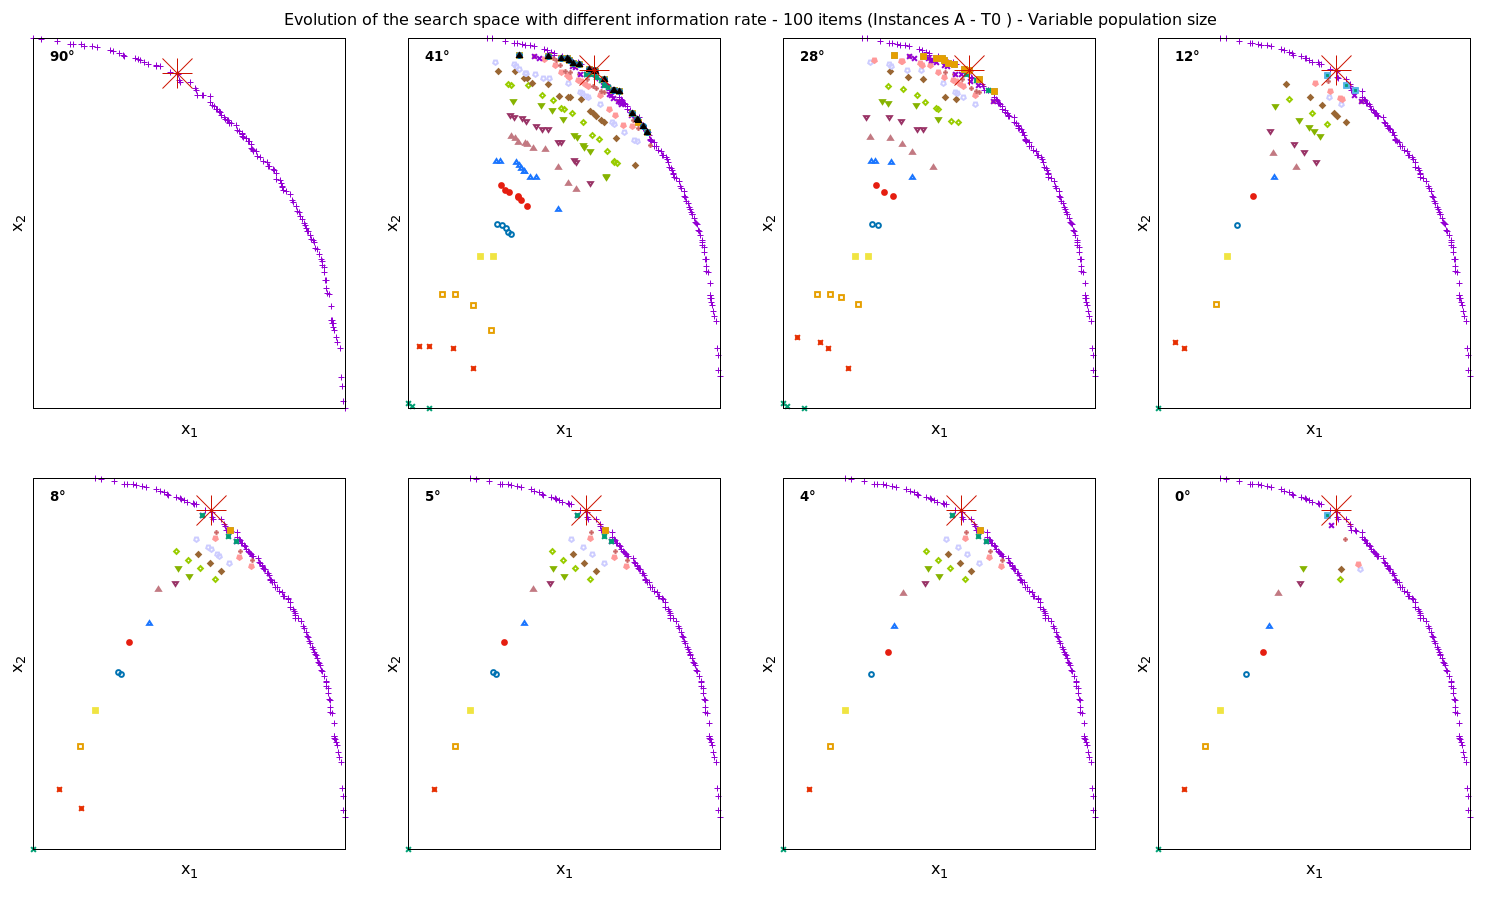 Evolution of the search space with different information rate - 100 items (Instances A - T0 ) - Variable population size
90°
41°
28°
12°
x2
x2
x2
x2
x1
x1
x1
x1
8°
5°
4°
0°
x2
x2
x2
x2
x1
x1
x1
x1